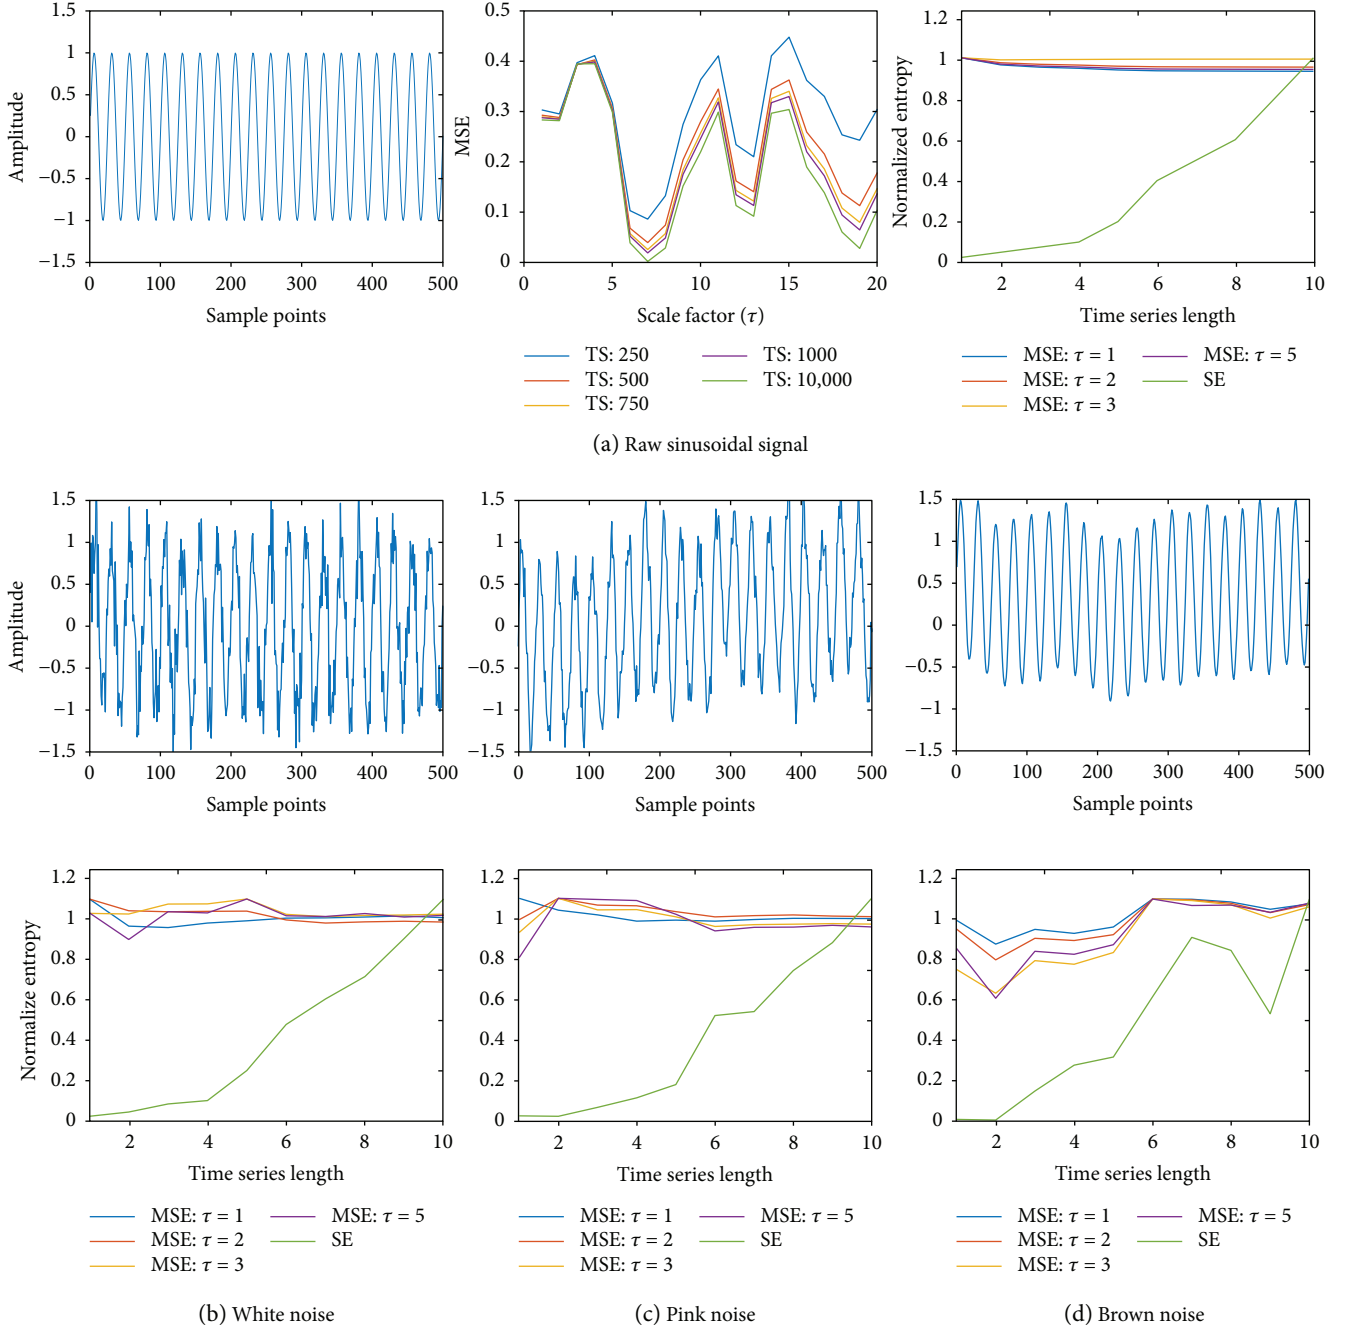 1.5
1
0.5
0
−0.5
−1
−1.5
Amplitude
0 100 200 300 400 500
Sample points
0.5
0.4
0.3
0.2
0.1
0
MSE
0 5 10 15 20
Scale factor (τ)
TS: 250
TS: 500
TS: 750
TS: 1000
TS: 10,000
1.2
1
0.8
0.6
0.4
0.2
0
Normalized entropy
2 4 6 8 10
Time series length
MSE: τ = 1
MSE: τ = 2
MSE: τ = 3
MSE: τ = 5
SE
(a) Raw sinusoidal signal
1.5
1
0.5
0
−0.5
−1
−1.5
Amplitude
0 100 200 300 400 500
Sample points
1.5
1
0.5
0
−0.5
−1
−1.5
0 100 200 300 400 500
Sample points
1.5
1
0.5
0
−0.5
−1
−1.5
0 100 200 300 400 500
Sample points
1.2
1
0.8
0.6
0.4
0.2
0
Normalize entropy
2 4 6 8 10
Time series length
MSE: τ = 1
MSE: τ = 2
MSE: τ = 3
MSE: τ = 5
SE
(b) White noise
1.2
1
0.8
0.6
0.4
0.2
0
2 4 6 8 10
Time series length
MSE: τ = 1
MSE: τ = 2
MSE: τ = 3
MSE: τ = 5
SE
(c) Pink noise
1.2
1
0.8
0.6
0.4
0.2
0
2 4 6 8 10
Time series length
MSE: τ = 1
MSE: τ = 2
MSE: τ = 3
MSE: τ = 5
SE
(d) Brown noise